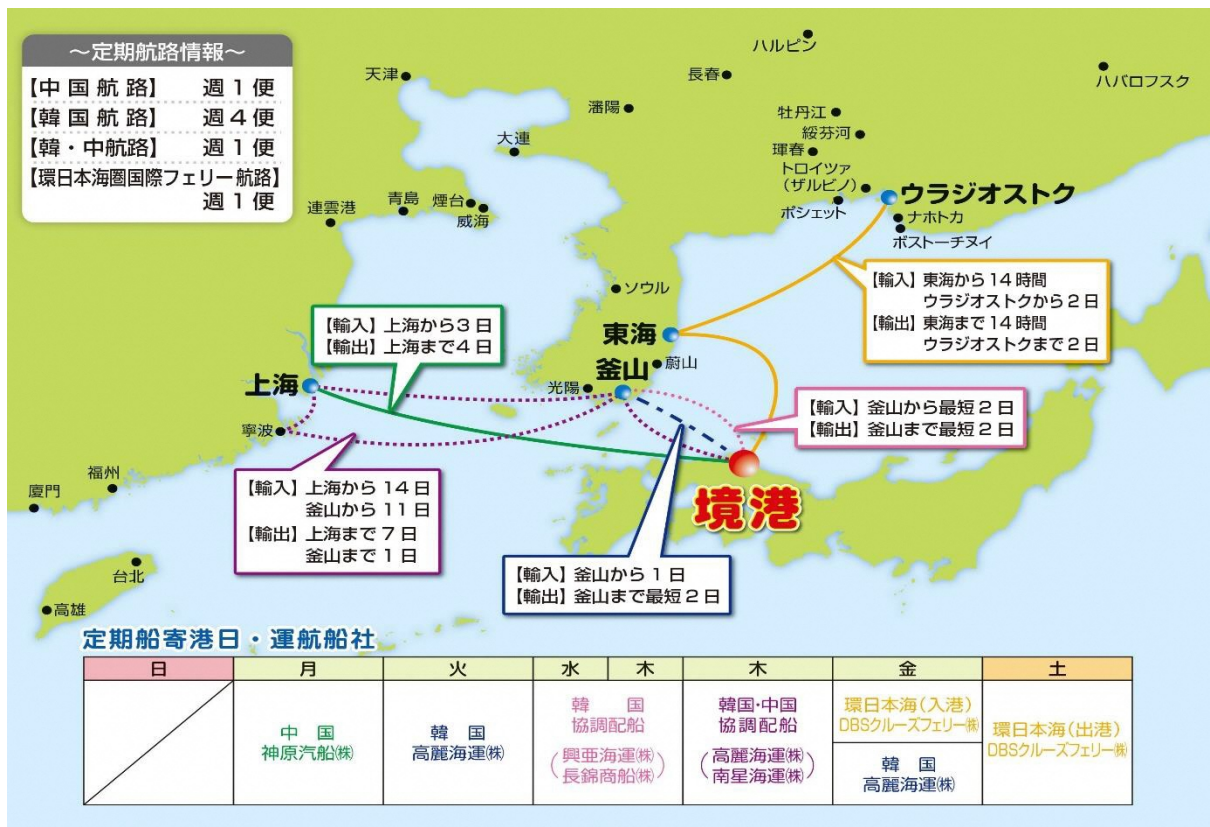 ～定期航路情報～
【中国航路】 週1便
【韓国航路】 週4便
【韓・中航路】 週1便
【環日本海圏国際フェリー航路】
週1便
ハルピン
天津
長春
ハバロフスク
瀋陽
牡丹江
綏芬河
大連
琿春
トロイツァ
（ザルビノ）
ウラジオストク
連雲港
青島
煙台
威海
ポシェット
ナホトカ
ボストーチヌイ
【輸入】東海から14時間
ウラジオストクから2日
【輸出】東海まで14時間
ウラジオストクまで2日
ソウル
【輸入】上海から3日
【輸出】上海まで4日
東海
釜山
蔚山
上海
光陽
【輸入】釜山から最短2日
【輸出】釜山まで最短2日
寧波
境港
福州
厦門
【輸入】上海から14日
釜山から11日
【輸出】上海まで7日
釜山まで1日
【輸入】釜山から1日
【輸出】釜山まで最短2日
台北
高雄
定期船寄港日・運航船社
日 月 火 水 木 木 金 土
中国
神原汽船㈱
韓国
高麗海運㈱
韓国
協調配船
（興亜海運㈱
長錦商船㈱）
韓国・中国
協調配船
（高麗海運㈱
南星海運㈱）
環日本海（入港）
DBSクルーズフェリー㈱
韓国
高麗海運㈱
環日本海（出港）
DBSクルーズフェリー㈱